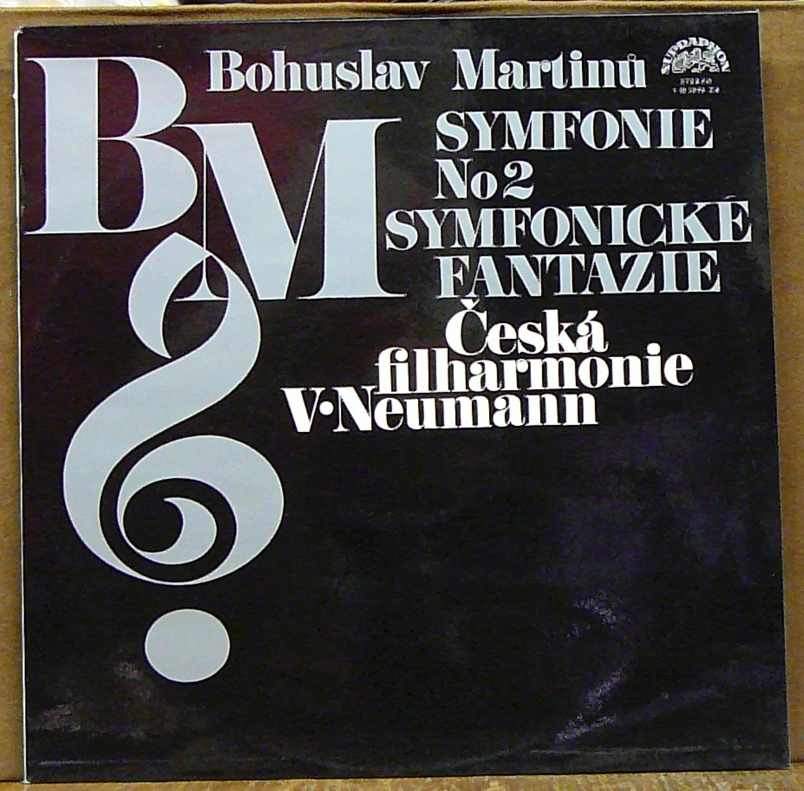 Bohuslav Martinů
SUPRAPHON
STEREO
BM
SYMFONIE
No 2
SYMFONICKÉ
FANTAZIE
Česká
filharmonie
V·Neumann